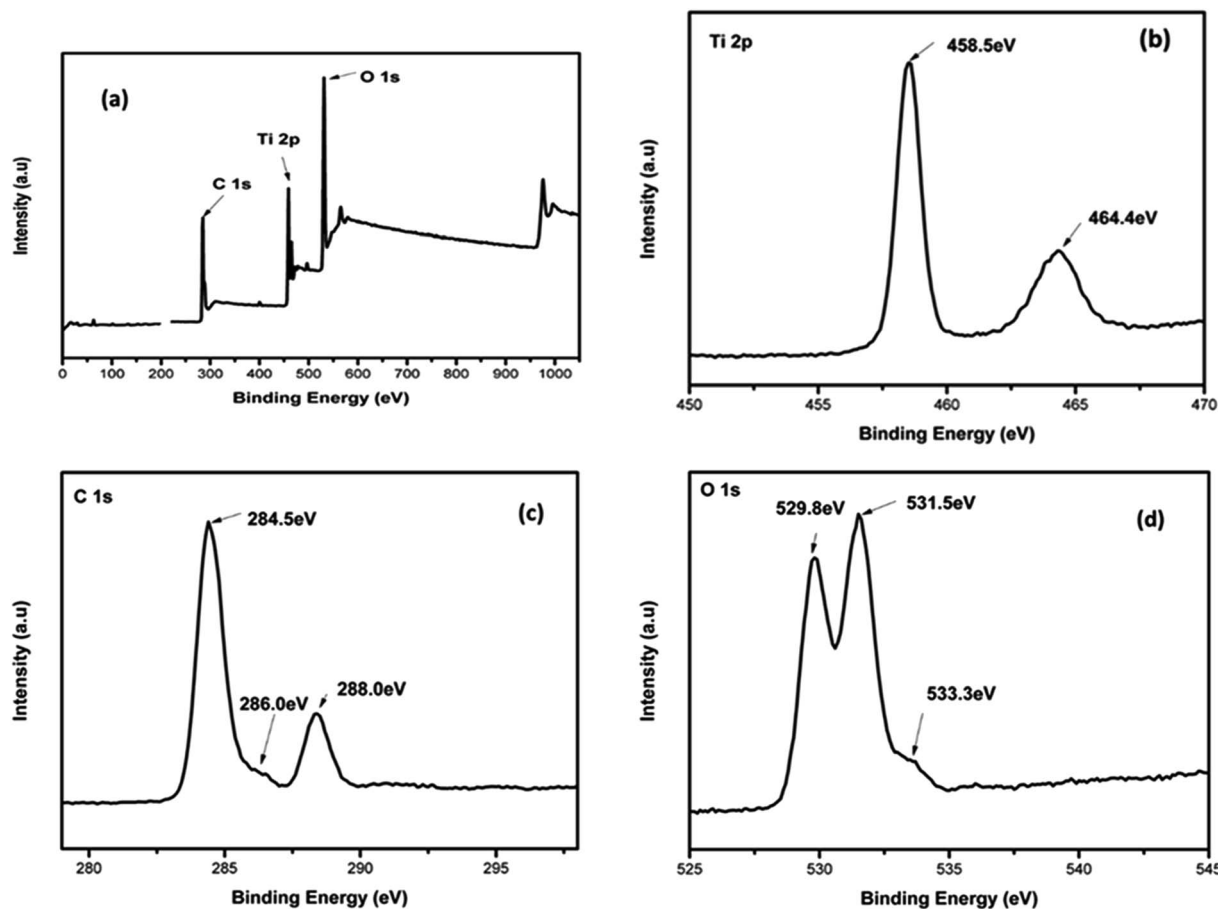 (a)
O 1s
Ti 2p
C 1s
Intensity (a.u)
0 100 200 300 400 500 600 700 800 900 1000
Binding Energy (eV)
Ti 2p
(b)
458.5eV
464.4eV
Intensity (a.u)
450 455 460 465 470
Binding Energy (eV)
C 1s
(c)
284.5eV
286.0eV
288.0eV
Intensity (a.u)
280 285 290 295
Binding Energy (eV)
O 1s
(d)
529.8eV
531.5eV
533.3eV
Intensity (a.u)
525 530 535 540 545
Binding Energy (eV)